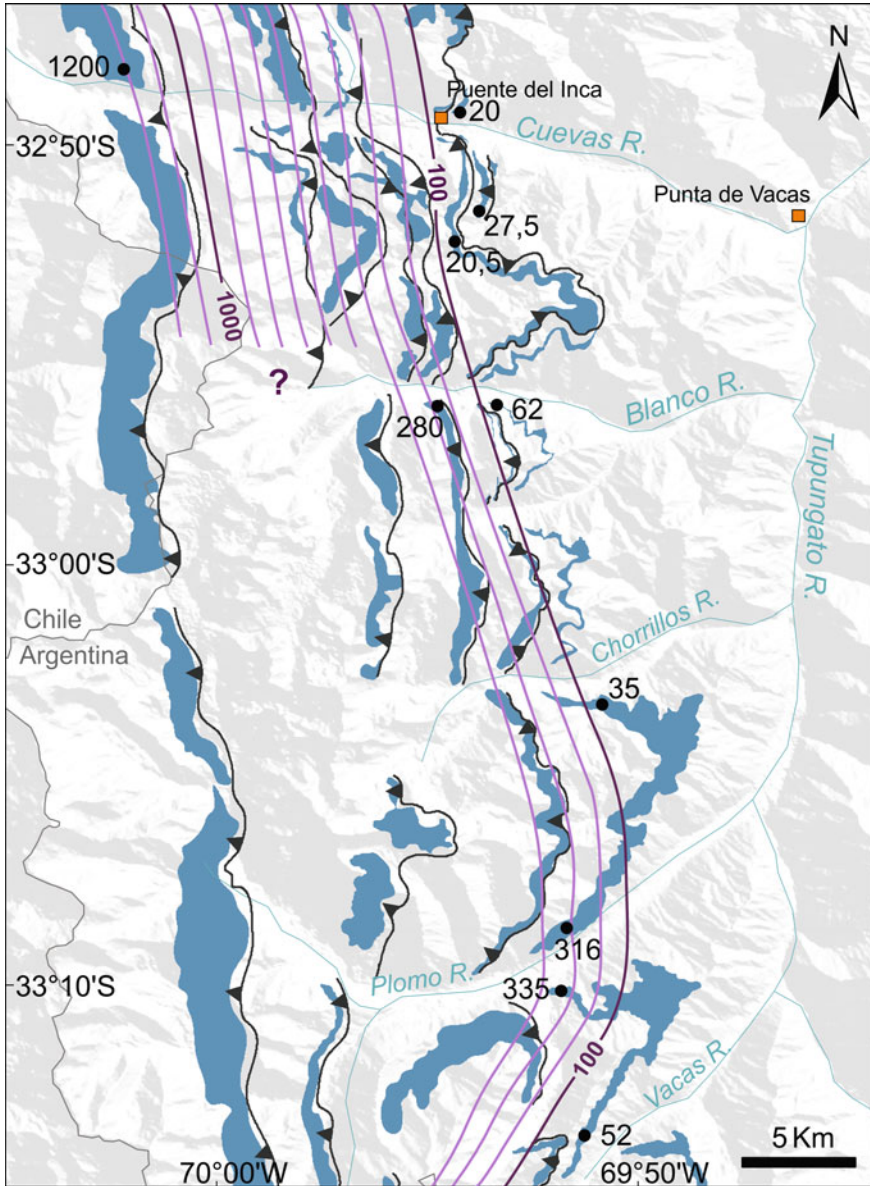 N
1200
Puente del Inca
20
Cuevas R.
32°50'S
100
Punta de Vacas
27,5
20,5
1000
?
Blanco R.
280
62
Tupungato R.
33°00'S
Chile
Argentina
Chorrillos R.
35
316
33°10'S
Plomo R.
335
100
Vacas R.
52
5 Km
70°00'W
69°50'W